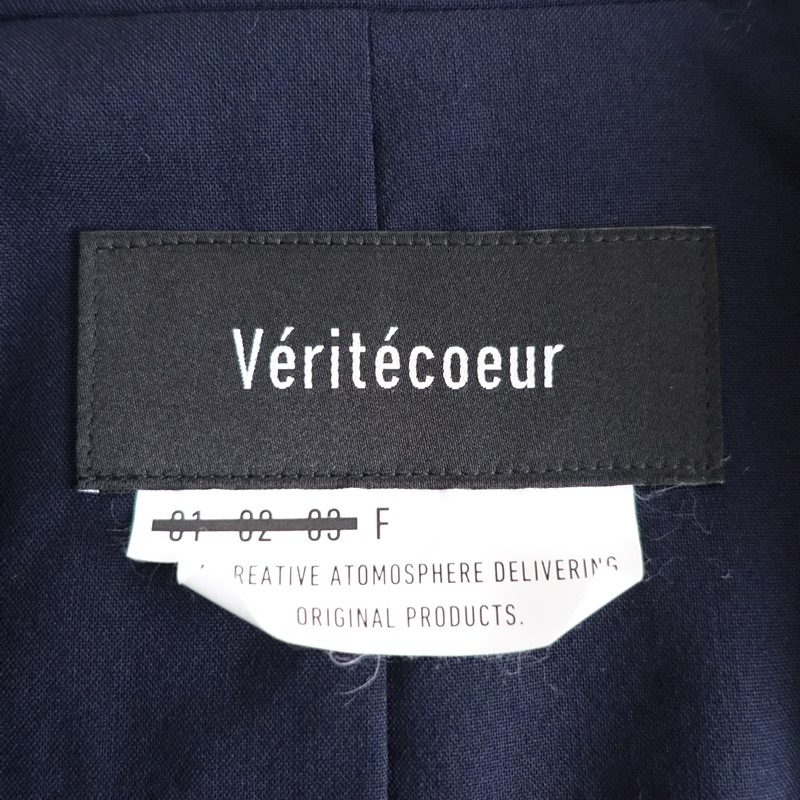 Véritécoeur
01 02 03 F
REATIVE ATOMOSPHERE DELIVERING
ORIGINAL PRODUCTS.